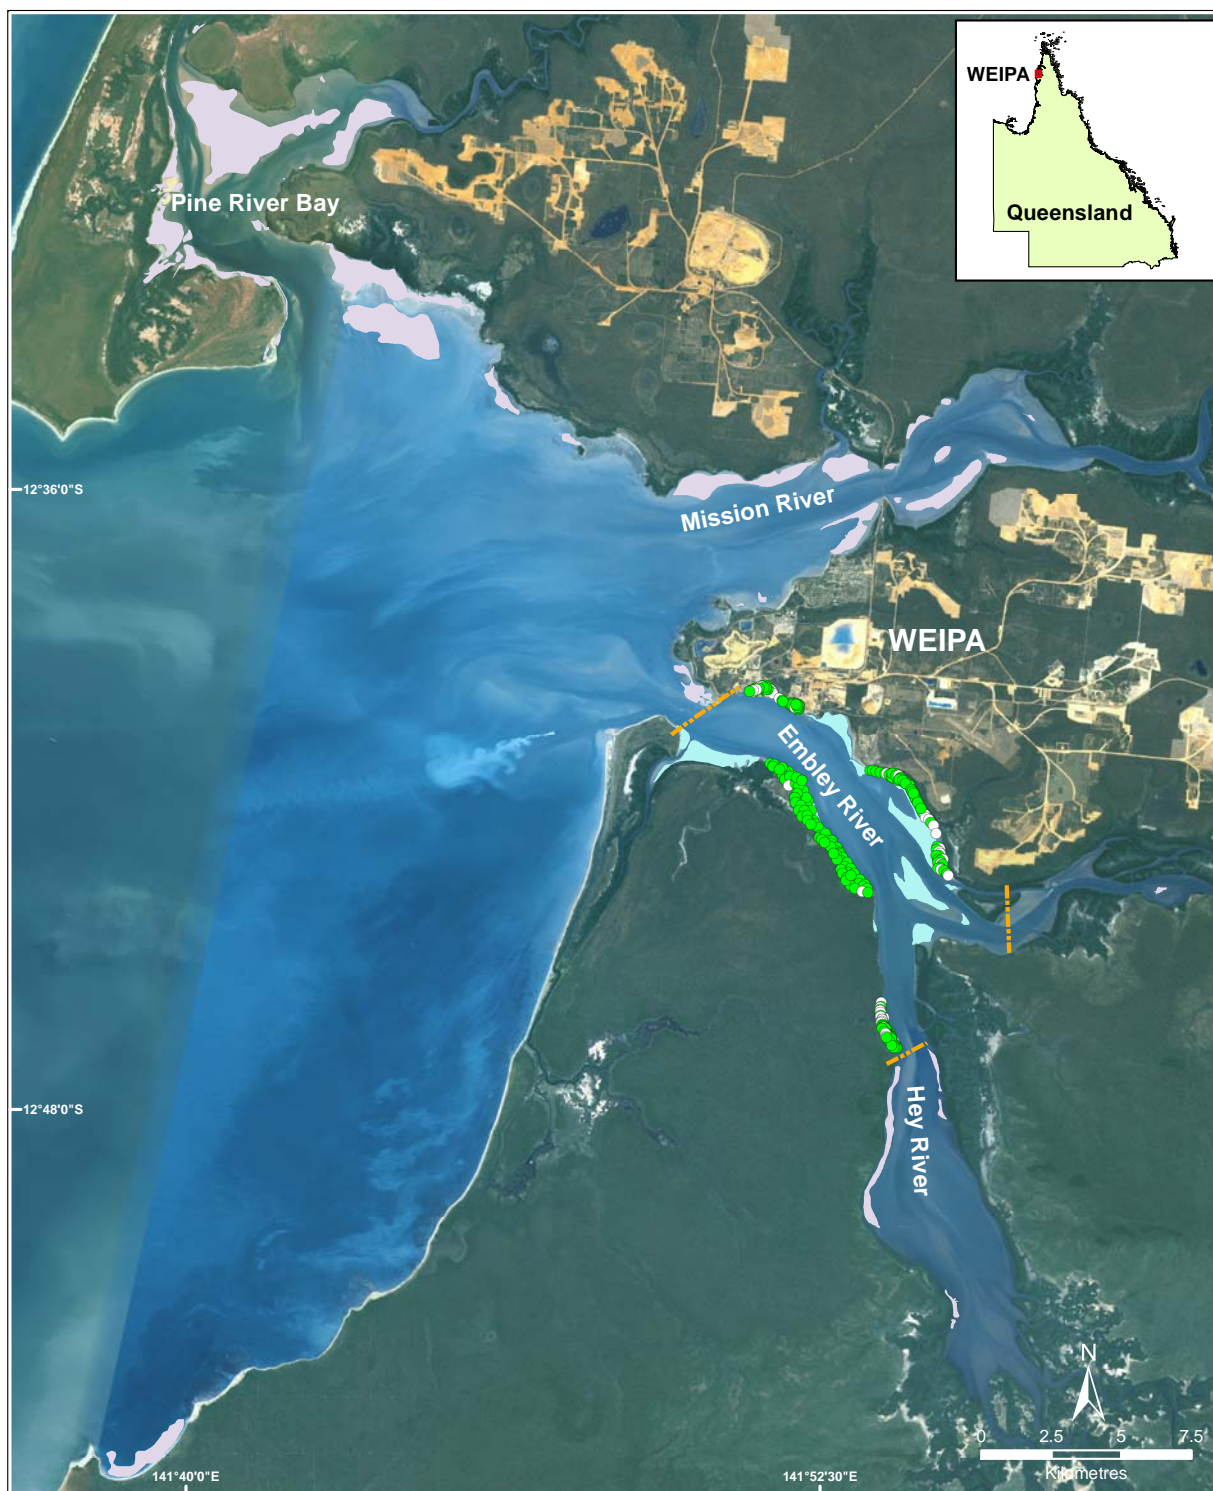 WEIPA
Queensland
Pine River Bay
12°36'0"S
Mission River
WEIPA
Embley River
12°48'0"S
Hey River
N
0 2.5 5 7.5
Kilometres
141°40'0"E
141°52'30"E